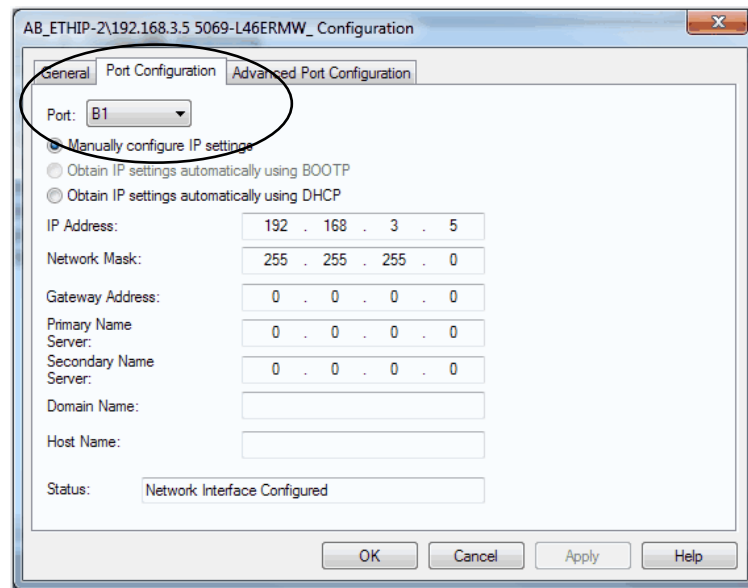 AB_ETHIP-2\192.168.3.5 5069-L46ERMW_ Configuration
General Port Configuration Advanced Port Configuration
Port: B1
Manually configure IP settings
Obtain IP settings automatically using BOOTP
Obtain IP settings automatically using DHCP
IP Address: 192 . 168 . 3 . 5
Network Mask: 255 . 255 . 255 . 0
Gateway Address: 0 . 0 . 0 . 0
Primary Name
Server: 0 . 0 . 0 . 0
Secondary Name
Server: 0 . 0 . 0 . 0
Domain Name:
Host Name:
Status: Network Interface Configured
OK Cancel Apply Help